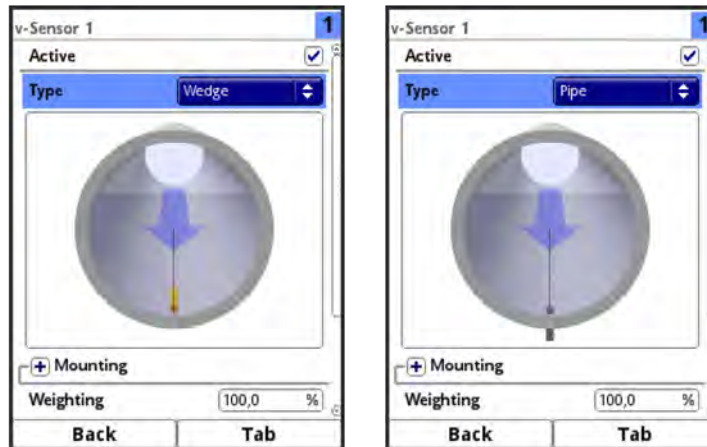 v-Sensor 1
1
Active
Type Wedge
Mounting
Weighting 100,0 %
Back Tab
v-Sensor 1
1
Active
Type Pipe
Mounting
Weighting 100,0 %
Back Tab